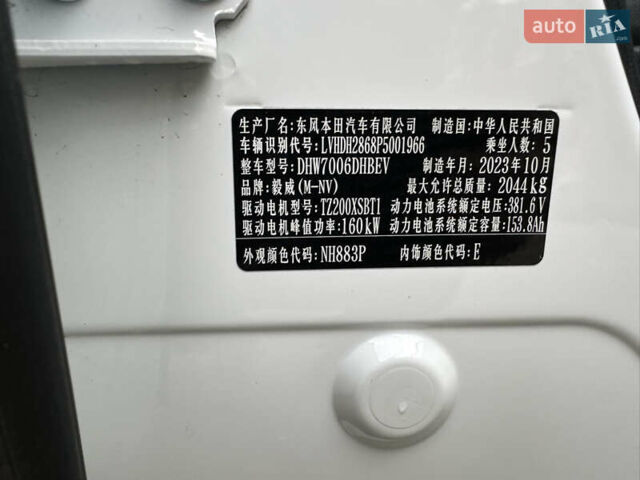 auto RIA.com
生产厂名:东风本田汽车有限公司 制造国:中华人民共和国
车辆识别代号:LVHDH2868P5001966 乘坐人数:5
整车型号:DHW7006DHBEV 制造年月:2023年10月
品牌:毅威(M-NV) 最大允许总质量:2044kg
驱动电机型号:TZ200XSBT1 动力电池系统额定电压:381.6V
驱动电机峰值功率:160kW 动力电池系统额定容量:153.8Ah
外观颜色代码:NH883P 内饰颜色代码:E